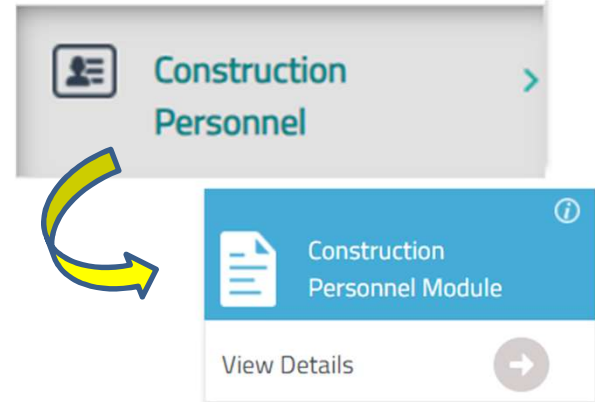 Construction
Personnel
Construction
Personnel Module
View Details